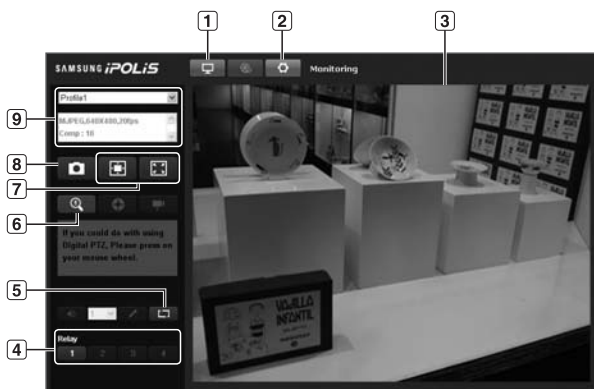 1
2
3
SAMSUNG iPOLiS
Monitoring
9
Profile1
MJPEG,640X480,20fps
Comp : 10
8
7
6
If you could do with using
Digital PTZ, Please press on
your mouse wheel.
5
1
4
Relay
1 2 3 4
VAJILLA
INFANTIL